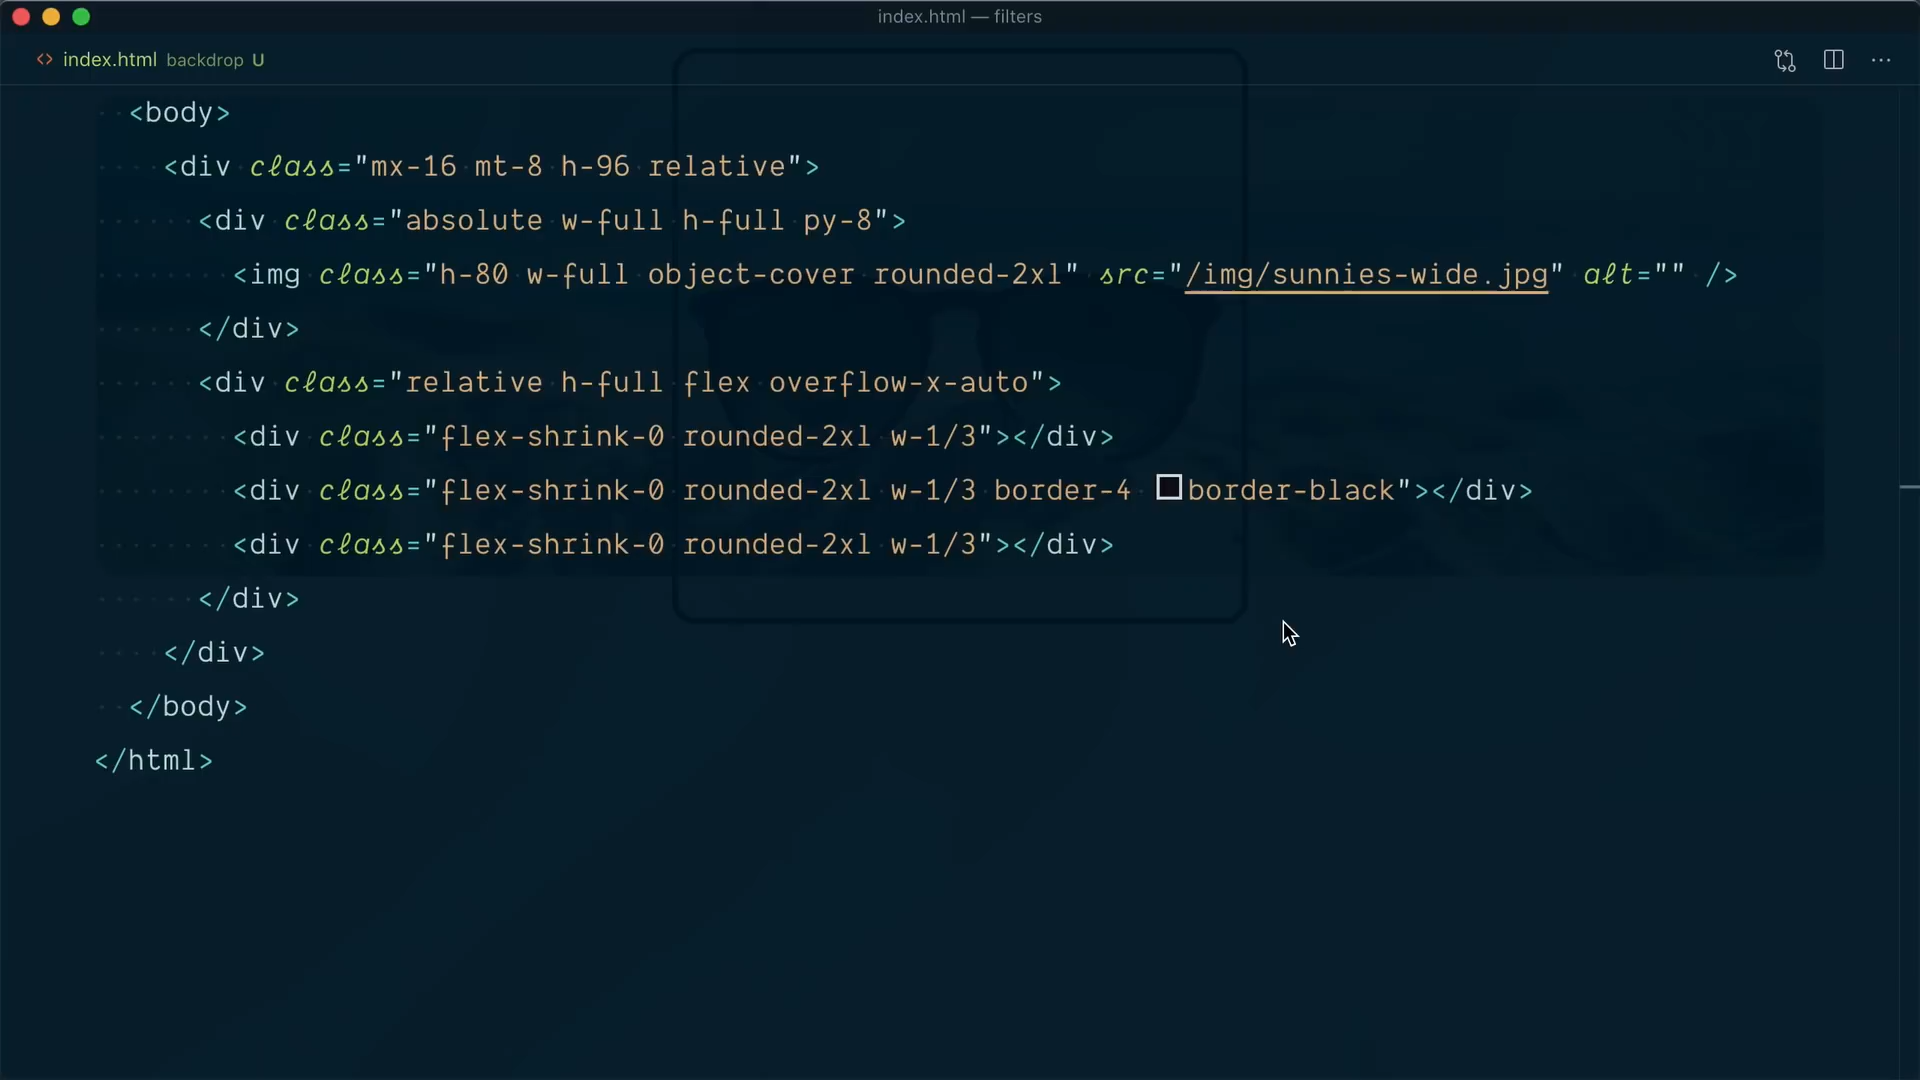 index.html — filters
<> index.html backdrop U
<body>
<div class="mx-16 mt-8 h-96 relative">
<div class="absolute w-full h-full py-8">
<img class="h-80 w-full object-cover rounded-2xl" src="/img/sunnies-wide.jpg" alt="" />
</div>
<div class="relative h-full flex overflow-x-auto">
<div class="flex-shrink-0 rounded-2xl w-1/3"></div>
<div class="flex-shrink-0 rounded-2xl w-1/3 border-4 border-black"></div>
<div class="flex-shrink-0 rounded-2xl w-1/3"></div>
</div>
</div>
</body>
</html>